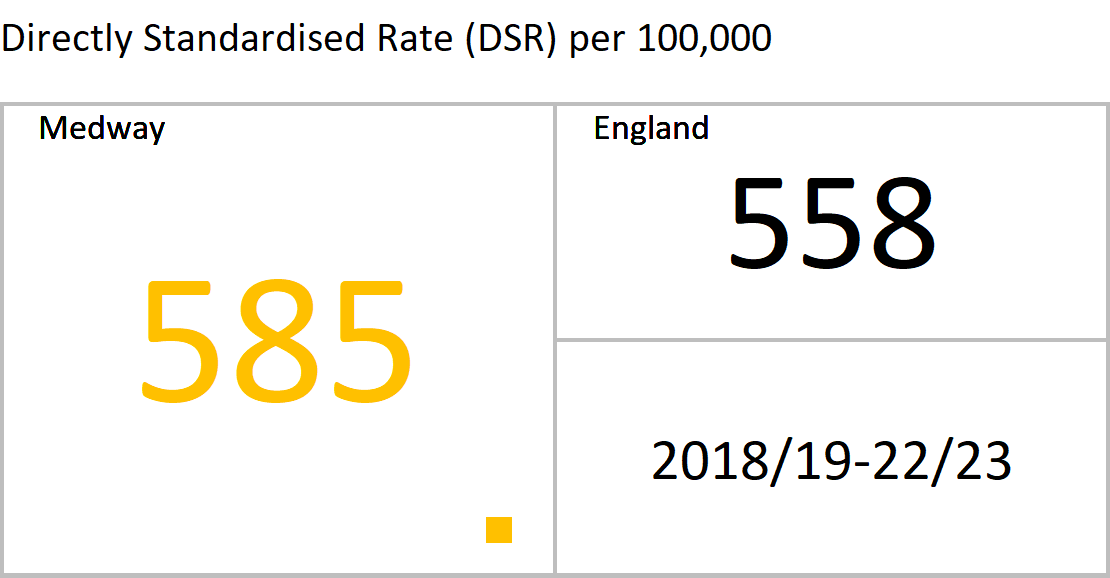 Directly Standardised Rate (DSR) per 100,000
Medway
585
England
558
2018/19-22/23